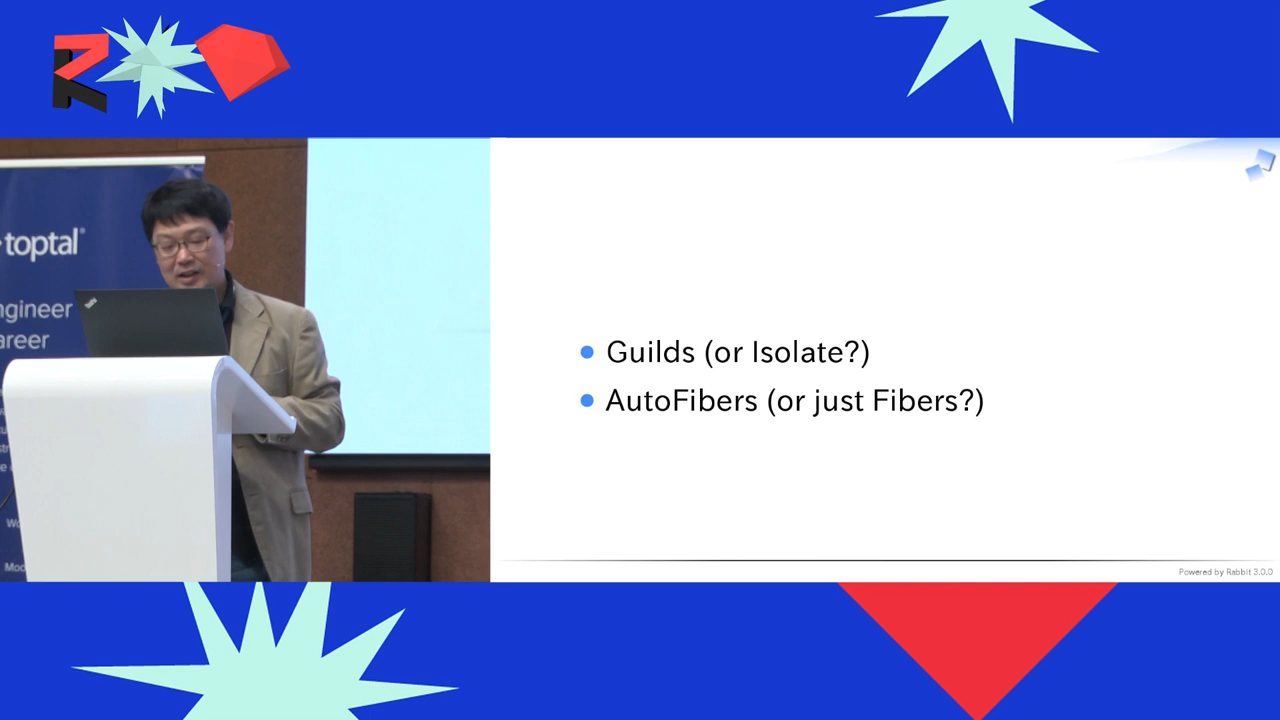 toptal
ngineer
areer
Guilds (or Isolate?)
AutoFibers (or just Fibers?)
Powered by Rabbit 3.0.0